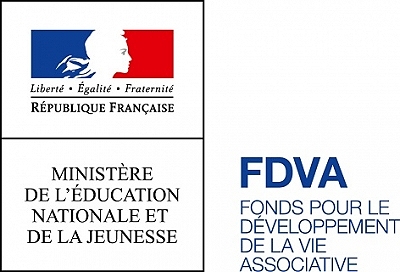 Liberté • Égalité • Fraternité
RÉPUBLIQUE FRANÇAISE
MINISTÈRE
DE L'ÉDUCATION
NATIONALE ET
DE LA JEUNESSE
FDVA
FONDS POUR LE
DÉVELOPPEMENT
DE LA VIE
ASSOCIATIVE